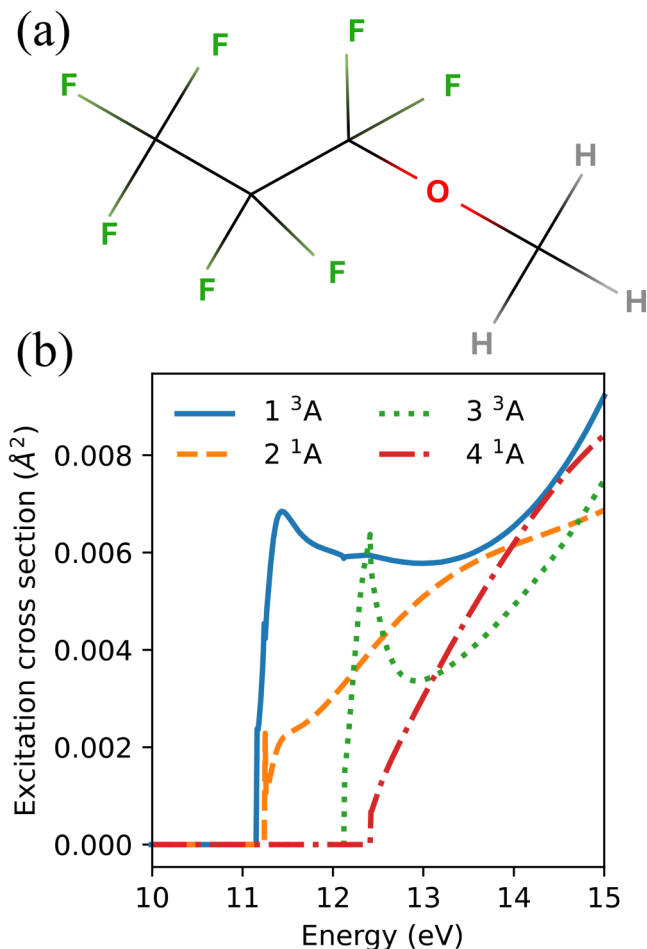 (a)
F F
F F
F
F F F
O
H
H
H
(b)
Excitation cross section (Å²)
1 ³A 3 ³A
2 ¹A 4 ¹A
0.008
0.006
0.004
0.002
0.000
10 11 12 13 14 15
Energy (eV)